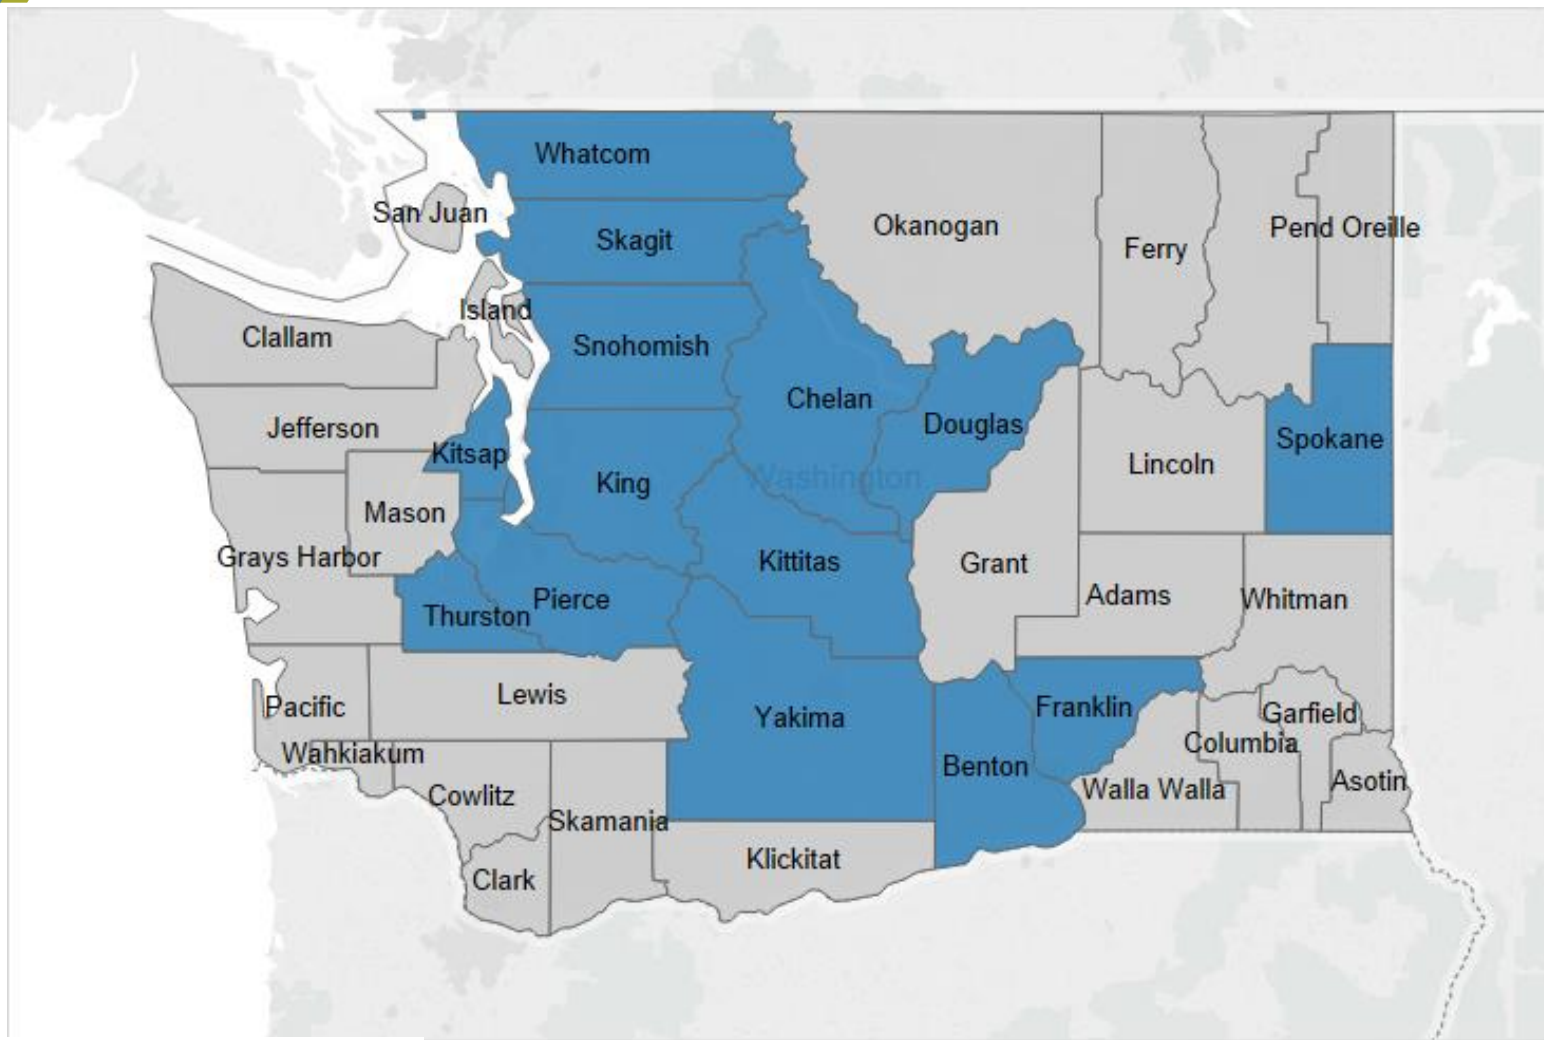 Whatcom
San Juan
Skagit
Okanogan
Ferry
Pend Oreille
Island
Clallam
Snohomish
Chelan
Douglas
Jefferson
Kitsap
Spokane
Lincoln
King
Washington
Mason
Grays Harbor
Kittitas
Grant
Adams
Whitman
Thurston
Pierce
Lewis
Pacific
Yakima
Franklin
Garfield
Columbia
Wahkiakum
Benton
Asotin
Walla Walla
Cowlitz
Skamania
Klickitat
Clark